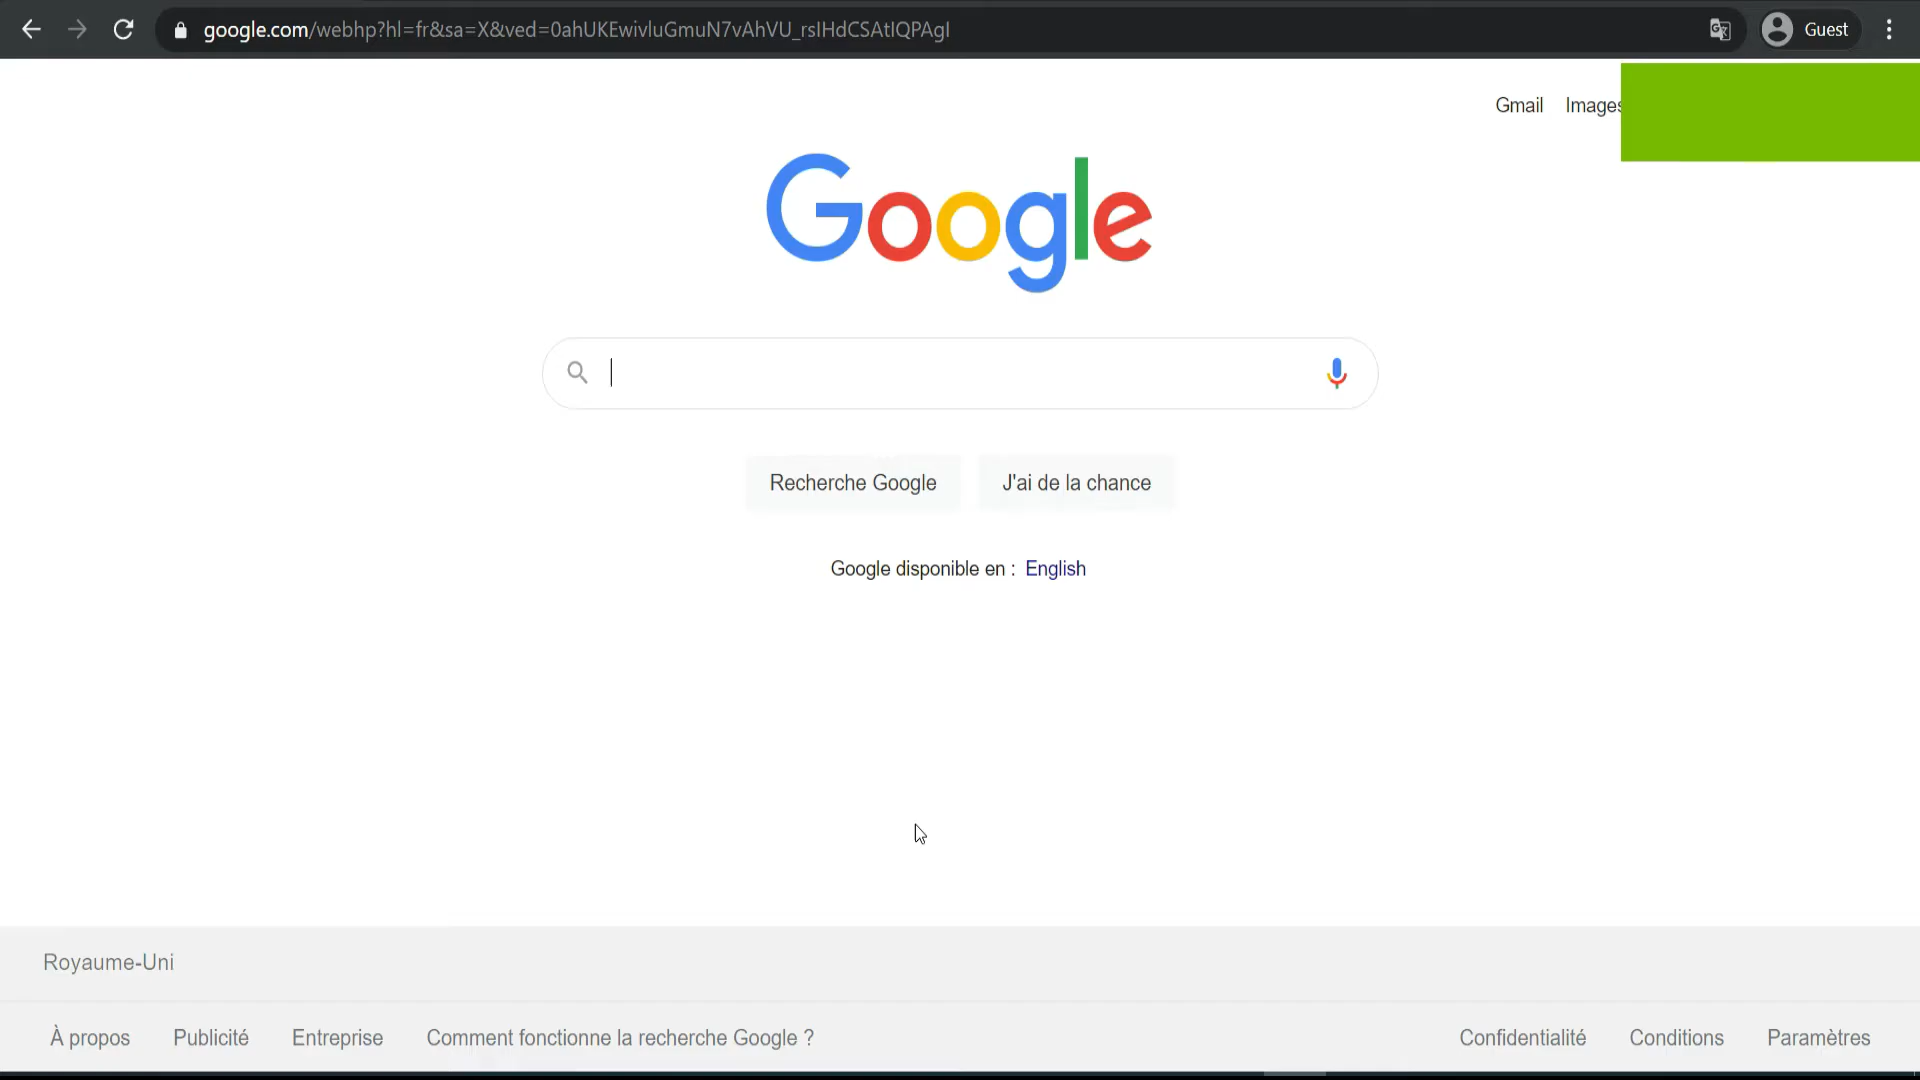 google.com/webhp?hl=fr&sa=X&ved=0ahUKEwivluGmuN7vAhVU_rsIHdCSAtIQPAgI
Guest
Gmail Images
Google
Recherche Google
J'ai de la chance
Google disponible en : English
Royaume-Uni
À propos Publicité Entreprise Comment fonctionne la recherche Google ? Confidentialité Conditions Paramètres